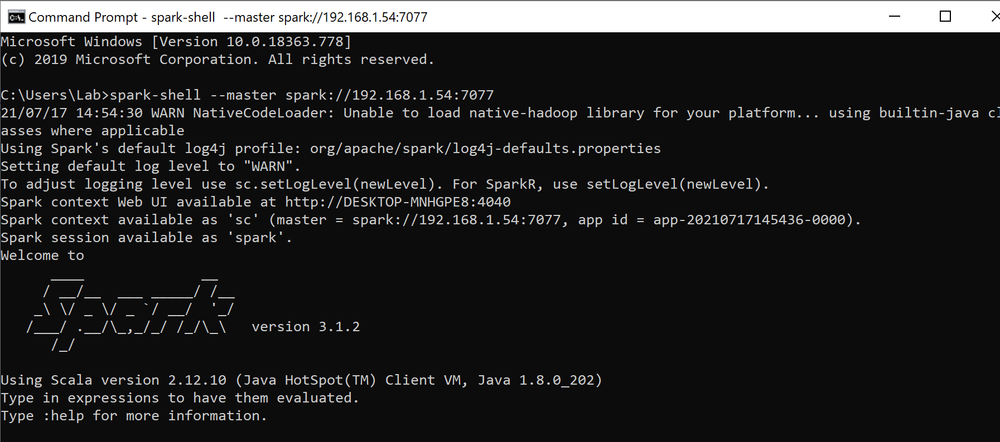 Command Prompt - spark-shell  --master spark://192.168.1.54:7077
Microsoft Windows [Version 10.0.18363.778]
(c) 2019 Microsoft Corporation. All rights reserved.
C:\Users\Lab>spark-shell --master spark://192.168.1.54:7077
21/07/17 14:54:30 WARN NativeCodeLoader: Unable to load native-hadoop library for your platform... using builtin-java cl
asses where applicable
Using Spark's default log4j profile: org/apache/spark/log4j-defaults.properties
Setting default log level to "WARN".
To adjust logging level use sc.setLogLevel(newLevel). For SparkR, use setLogLevel(newLevel).
Spark context Web UI available at http://DESKTOP-MNHGPE8:4040
Spark context available as 'sc' (master = spark://192.168.1.54:7077, app id = app-20210717145436-0000).
Spark session available as 'spark'.
Welcome to
      ____              __
     / __/__  ___ _____/ /__
    _\ \/ _ \/ _ `/ __/  '_/
   /___/ .__/\_,_/_/ /_/\_\   version 3.1.2
      /_/
Using Scala version 2.12.10 (Java HotSpot(TM) Client VM, Java 1.8.0_202)
Type in expressions to have them evaluated.
Type :help for more information.